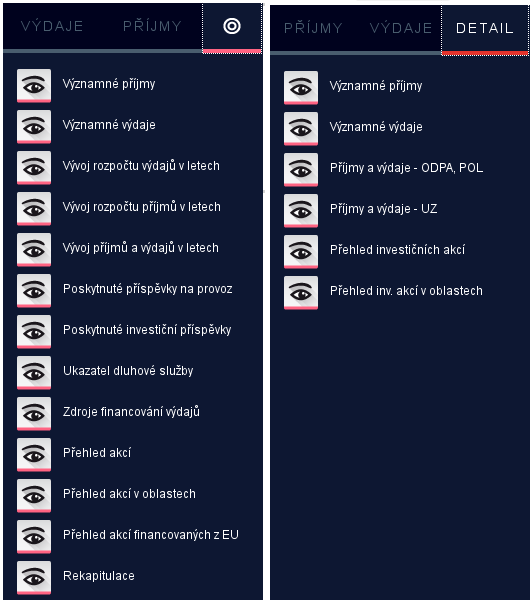 VÝDAJE PŘÍJMY
Významné příjmy
Významné výdaje
Vývoj rozpočtu výdajů v letech
Vývoj rozpočtu příjmů v letech
Vývoj příjmů a výdajů v letech
Poskytnuté příspěvky na provoz
Poskytnuté investiční příspěvky
Ukazatel dluhové služby
Zdroje financování výdajů
Přehled akcí
Přehled akcí v oblastech
Přehled akcí financovaných z EU
Rekapitulace
PŘÍJMY VÝDAJE DETAIL
Významné příjmy
Významné výdaje
Příjmy a výdaje - ODPA, POL
Příjmy a výdaje - UZ
Přehled investičních akcí
Přehled inv. akcí v oblastech